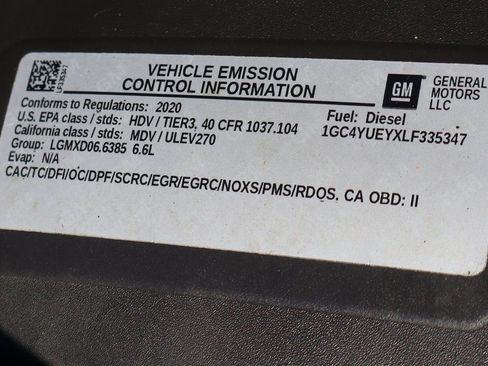 LF335347
VEHICLE EMISSION
CONTROL INFORMATION
GM
GENERAL
MOTORS
LLC
Conforms to Regulations: 2020
U.S. EPA class / stds: HDV / TIER3, 40 CFR 1037.104
California class / stds: MDV / ULEV270
Group: LGMXD06.6385 6.6L
Evap: N/A
Fuel: Diesel
1GC4YUEYXLF335347
CAC/TC/DFI/OC/DPF/SCRC/EGR/EGRC/NOXS/PMS/RDQS, CA OBD: II